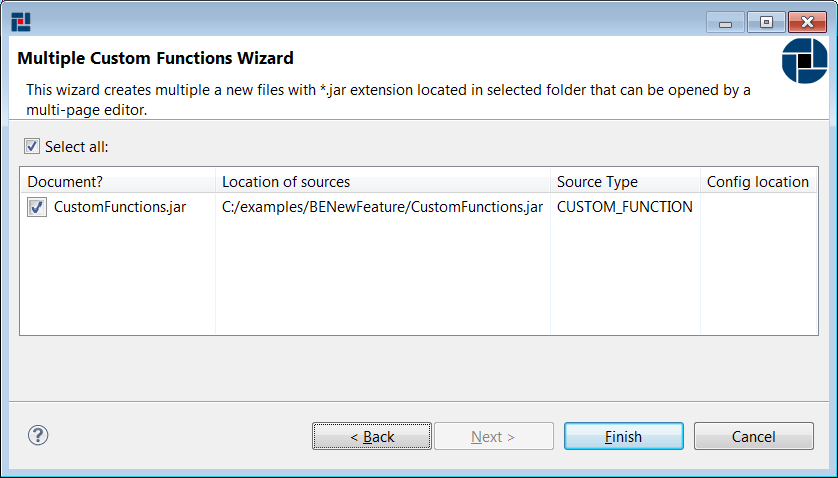 Multiple Custom Functions Wizard
This wizard creates multiple a new files with *.jar extension located in selected folder that can be opened by a
multi-page editor.
Select all:
Document? Location of sources Source Type Config location
CustomFunctions.jar C:/examples/BENewFeature/CustomFunctions.jar CUSTOM_FUNCTION
? < Back Next > Finish Cancel